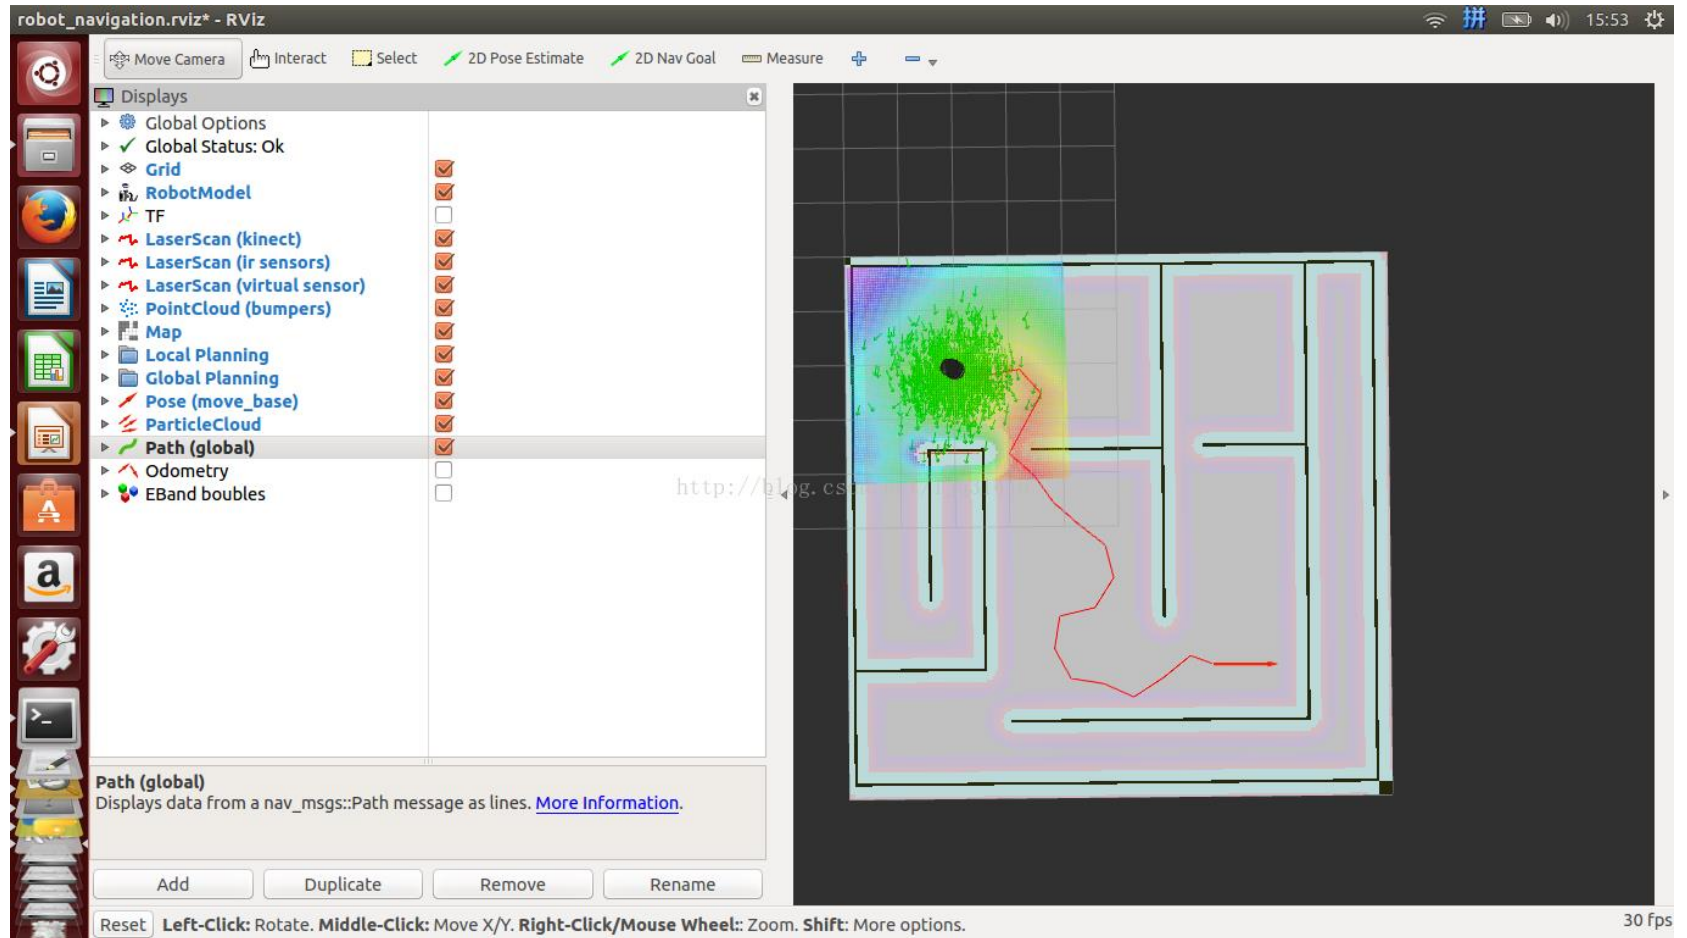 robot_navigation.rviz* - RViz
拼
15:53
Move Camera
Interact
Select
2D Pose Estimate
2D Nav Goal
Measure
Displays
Global Options
Global Status: Ok
Grid
RobotModel
TF
LaserScan (kinect)
LaserScan (ir sensors)
LaserScan (virtual sensor)
PointCloud (bumpers)
Map
Local Planning
Global Planning
Pose (move_base)
ParticleCloud
Path (global)
Odometry
EBand boubles
Path (global)
Displays data from a nav_msgs::Path message as lines. More Information.
Add
Duplicate
Remove
Rename
Reset
Left-Click: Rotate. Middle-Click: Move X/Y. Right-Click/Mouse Wheel:: Zoom. Shift: More options.
30 fps